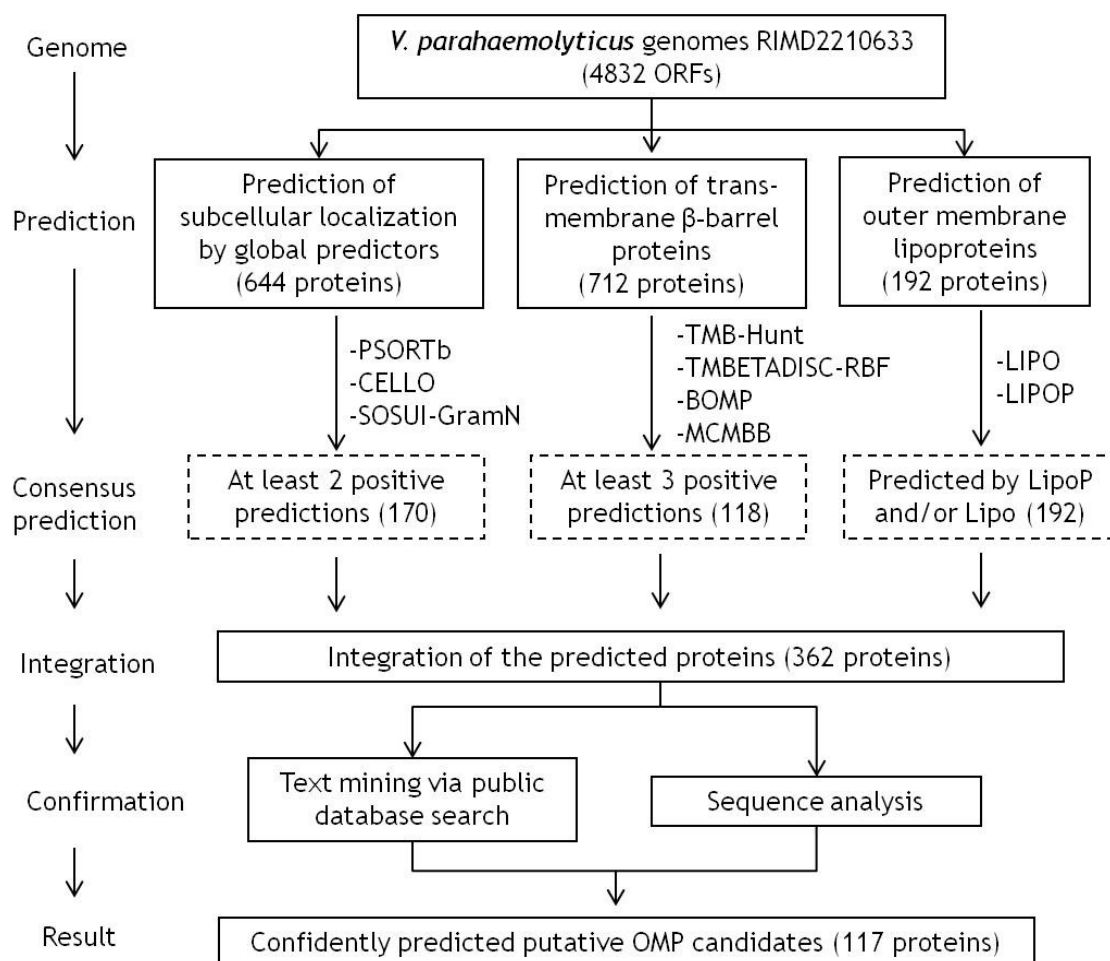 Genome
V. parahaemolyticus genomes RIMD2210633
(4832 ORFs)
Prediction
Prediction of
subcellular localization
by global predictors
(644 proteins)
Prediction of trans-
membrane β-barrel
proteins
(712 proteins)
Prediction of
outer membrane
lipoproteins
(192 proteins)
-PSORTb
-CELLO
-SOSUI-GramN
-TMB-Hunt
-TMBETADISC-RBF
-BOMP
-MCMBB
-LIPO
-LIPOP
Consensus
prediction
At least 2 positive
predictions (170)
At least 3 positive
predictions (118)
Predicted by LipoP
and/or Lipo (192)
Integration
Integration of the predicted proteins (362 proteins)
Confirmation
Text mining via public
database search
Sequence analysis
Result
Confidently predicted putative OMP candidates (117 proteins)